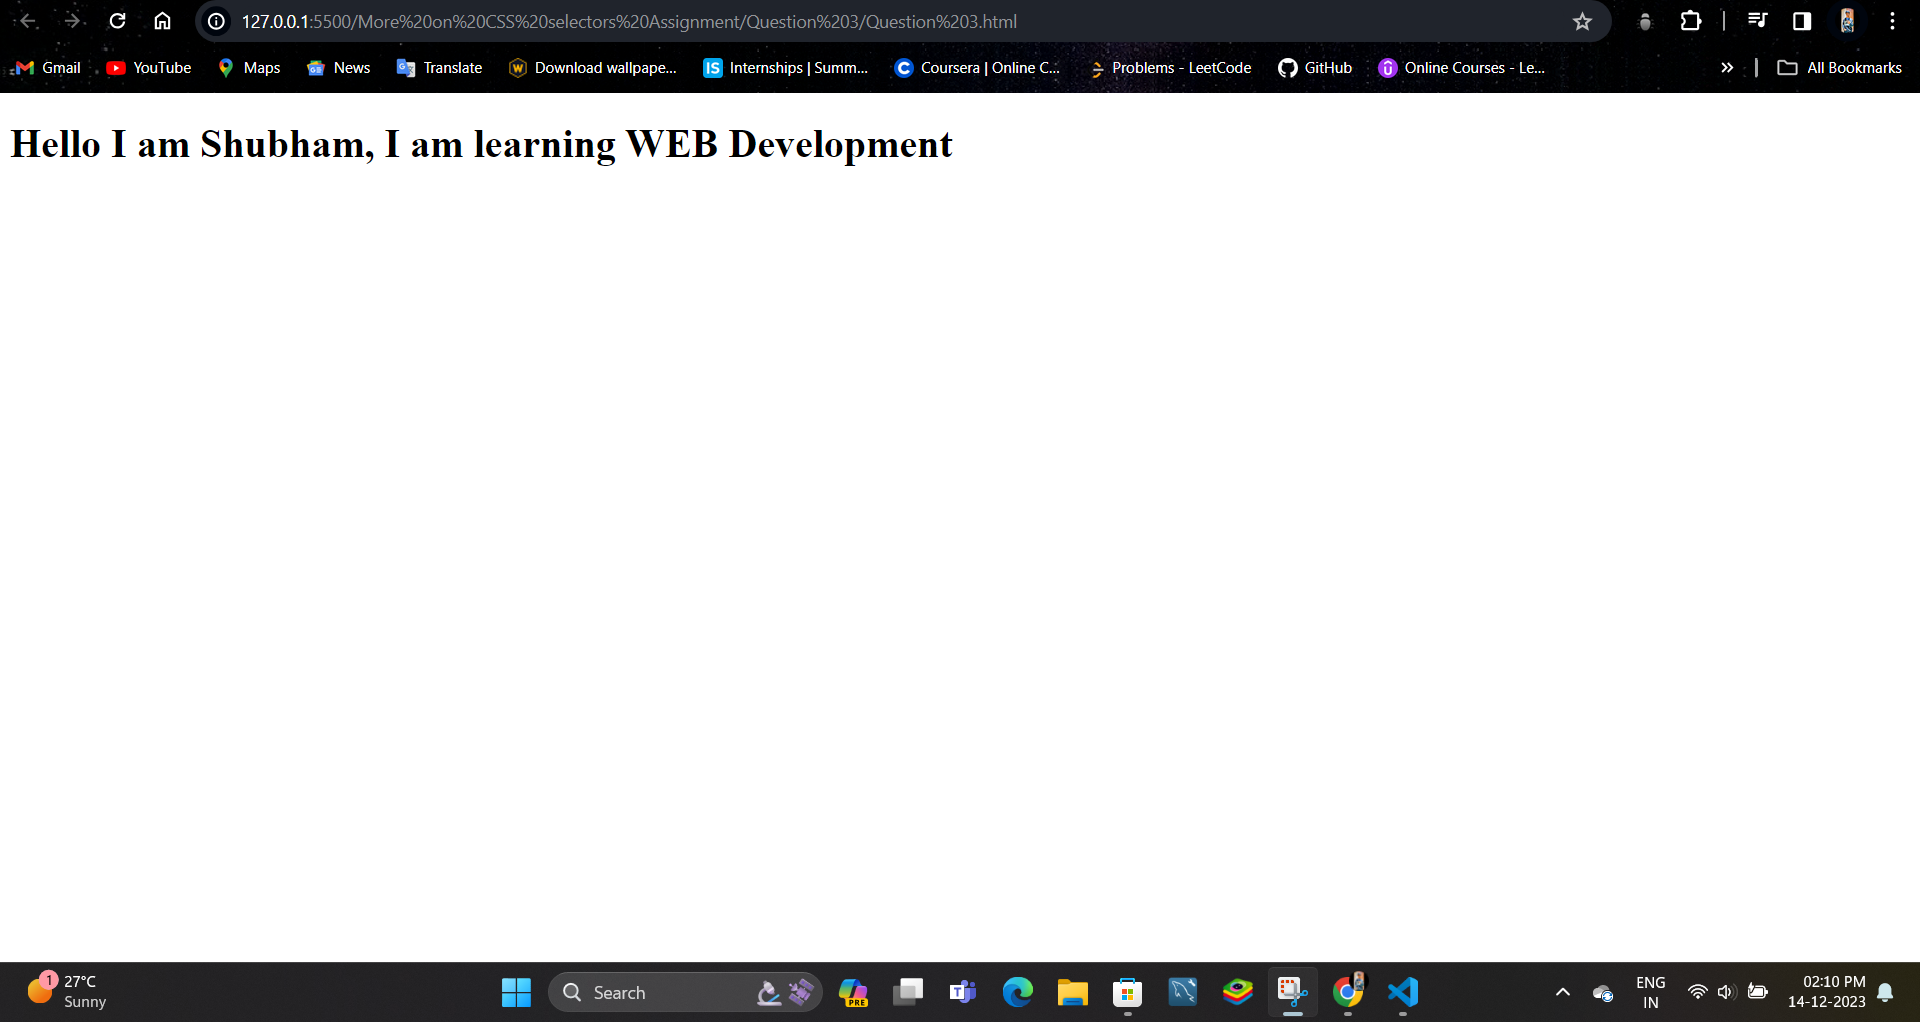 127.0.0.1:5500/More%20on%20CSS%20selectors%20Assignment/Question%203/Question%203.html
Gmail YouTube Maps News Translate Download wallpape... Internships | Summ... Coursera | Online C... Problems - LeetCode GitHub Online Courses - Le... All Bookmarks
Hello I am Shubham, I am learning WEB Development
1 27°C
Sunny
Search
PRE
ENG
IN
02:10 PM
14-12-2023